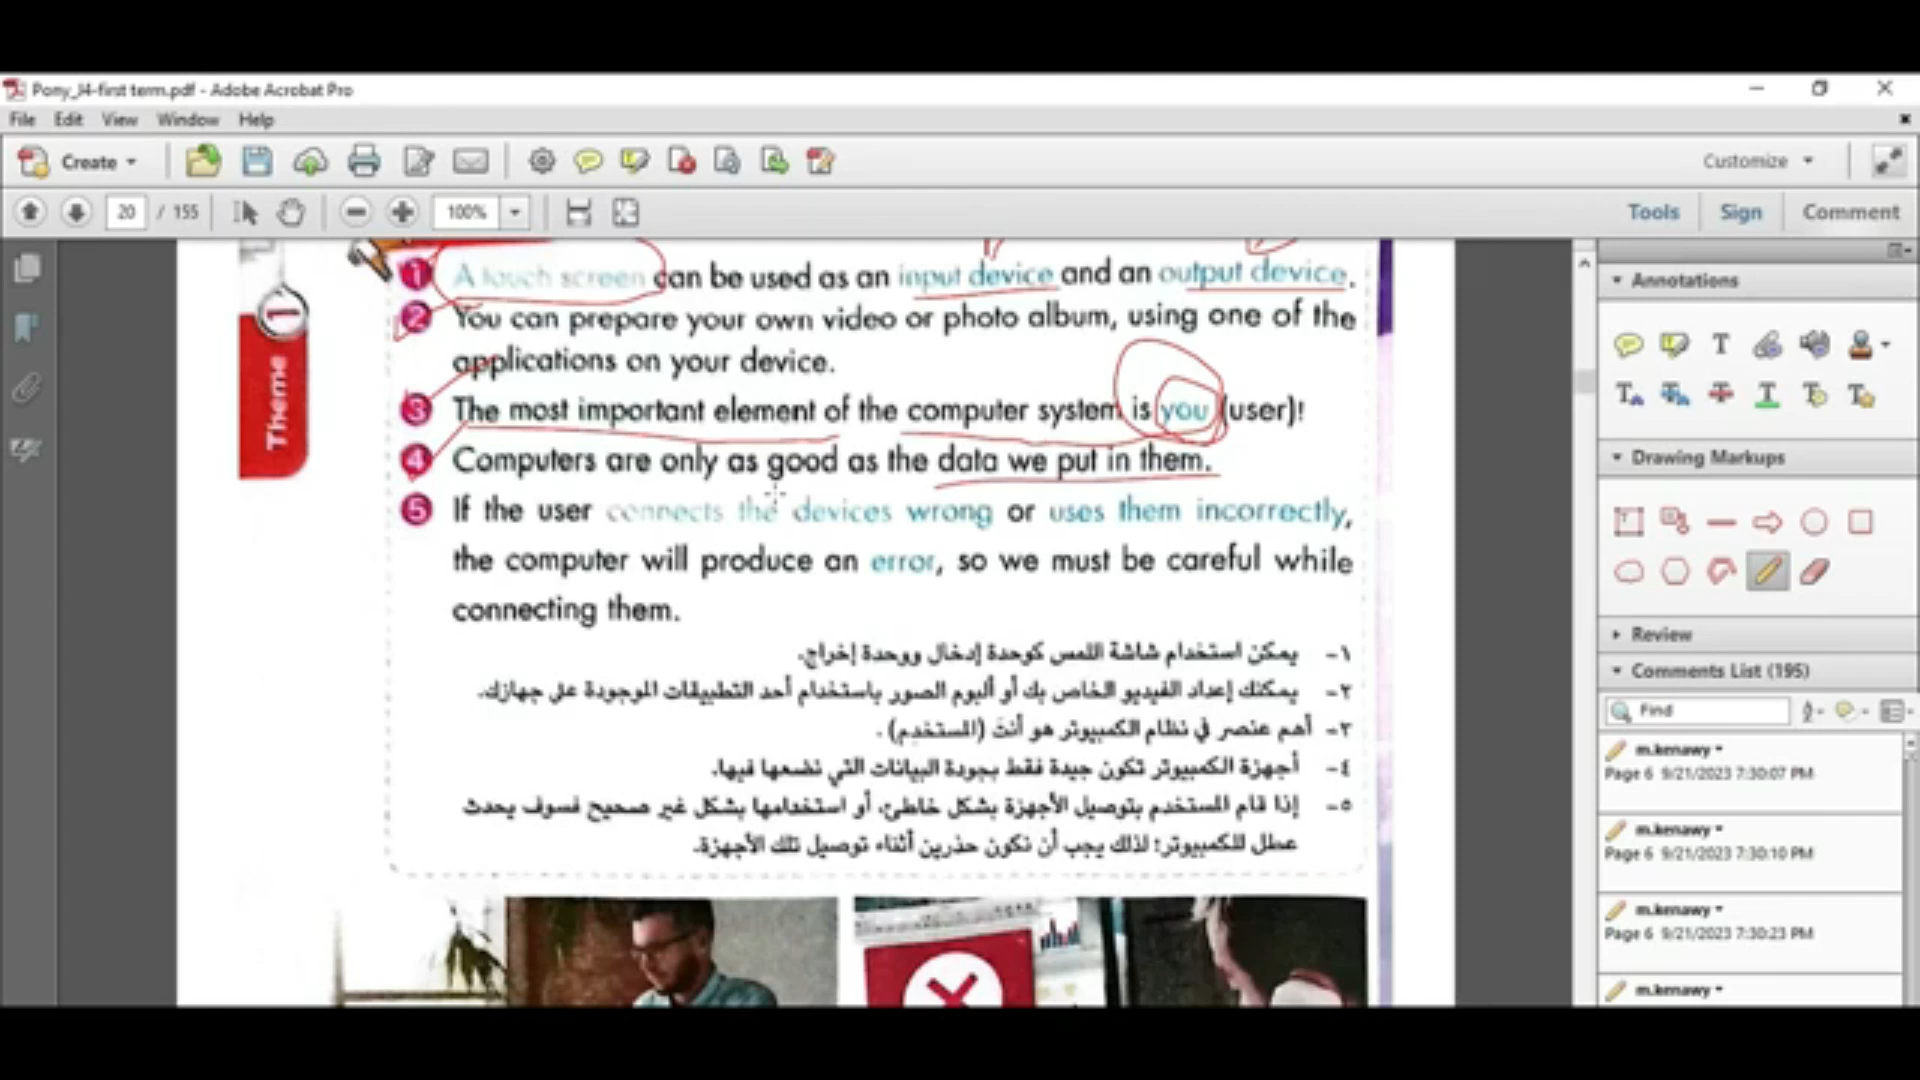 Pony_J4-first term.pdf - Adobe Acrobat Pro
File Edit View Window Help
Create Customize
20 / 155 100% Tools Sign Comment
1 A touch screen can be used as an input device and an output device.
2 You can prepare your own video or photo album, using one of the
applications on your device.
3 The most important element of the computer system is you (user)!
4 Computers are only as good as the data we put in them.
5 If the user connects the devices wrong or uses them incorrectly,
the computer will produce an error, so we must be careful while
connecting them.
١- يمكن استخدام شاشة اللمس كوحدة إدخال ووحدة إخراج.
٢- يمكنك إعداد الفيديو الخاص بك أو ألبوم الصور باستخدام أحد التطبيقات الموجودة على جهازك.
٣- أهم عنصر في نظام الكمبيوتر هو أنت (المستخدم).
٤- أجهزة الكمبيوتر تكون جيدة فقط بجودة البيانات التي نضعها فيها.
٥- إذا قام المستخدم بتوصيل الأجهزة بشكل خاطئ، أو استخدامها بشكل غير صحيح فسوف يحدث
عطل للكمبيوتر؛ لذلك يجب أن نكون حذرين أثناء توصيل تلك الأجهزة.
Theme 1
Annotations
Drawing Markups
Review
Comments List (195)
Find
m.kenawy
Page 6 9/21/2023 7:30:07 PM
m.kenawy
Page 6 9/21/2023 7:30:10 PM
m.kenawy
Page 6 9/21/2023 7:30:23 PM
m.kenawy